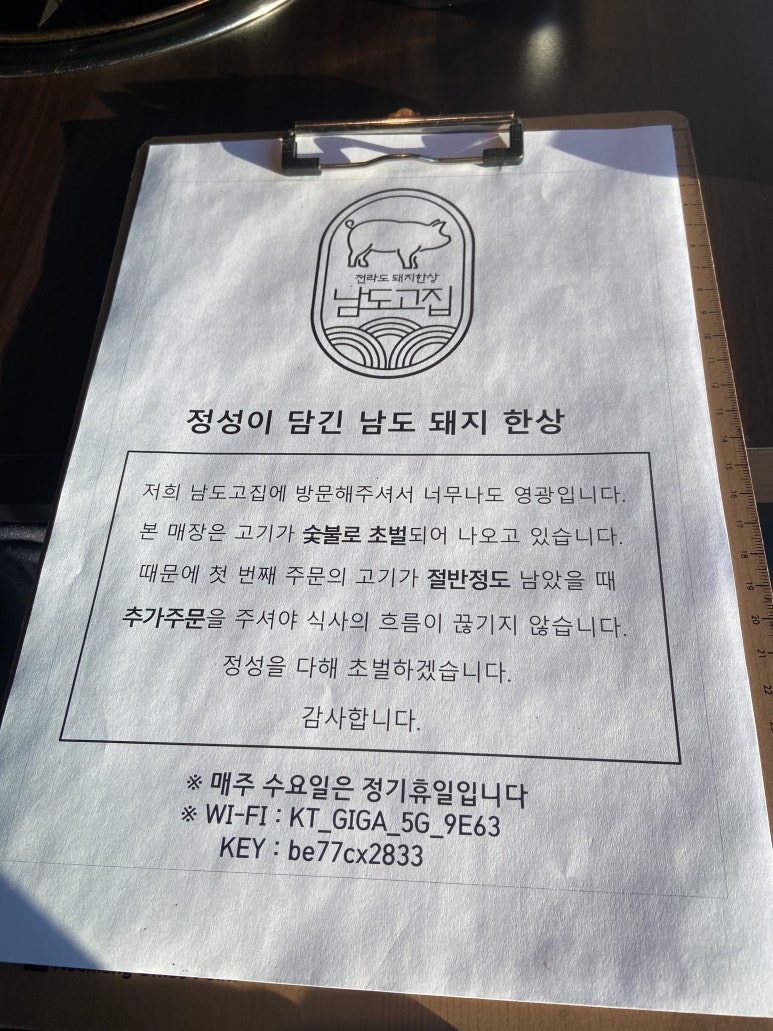 전라도 돼지한상
남도고집
정성이 담긴 남도 돼지 한상
저희 남도고집에 방문해주셔서 너무나도 영광입니다.
본 매장은 고기가 숯불로 초벌되어 나오고 있습니다.
때문에 첫 번째 주문의 고기가 절반정도 남았을 때
추가주문을 주셔야 식사의 흐름이 끊기지 않습니다.
정성을 다해 초벌하겠습니다.
감사합니다.
※ 매주 수요일은 정기휴일입니다
※ WI-FI : KT_GIGA_5G_9E63
KEY : be77cx2833